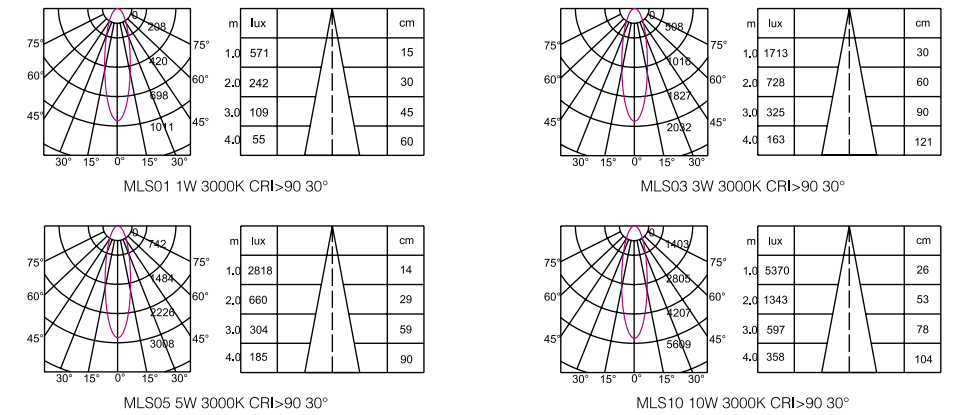 0
208
420
698
1011
75° 75°
60° 60°
45° 45°
30° 15° 0° 15° 30°
m lux cm
1.0 571 15
2.0 242 30
3.0 109 45
4.0 55 60
MLS01 1W 3000K CRI>90 30°
0
508
1016
1827
2032
75° 75°
60° 60°
45° 45°
30° 15° 0° 15° 30°
m lux cm
1.0 1713 30
2.0 728 60
3.0 325 90
4.0 163 121
MLS03 3W 3000K CRI>90 30°
0
742
1484
2226
3008
75° 75°
60° 60°
45° 45°
30° 15° 0° 15° 30°
m lux cm
1.0 2818 14
2.0 660 29
3.0 304 59
4.0 185 90
MLS05 5W 3000K CRI>90 30°
0
1403
2805
4207
5609
75° 75°
60° 60°
45° 45°
30° 15° 0° 15° 30°
m lux cm
1.0 5370 26
2.0 1343 53
3.0 597 78
4.0 358 104
MLS10 10W 3000K CRI>90 30°